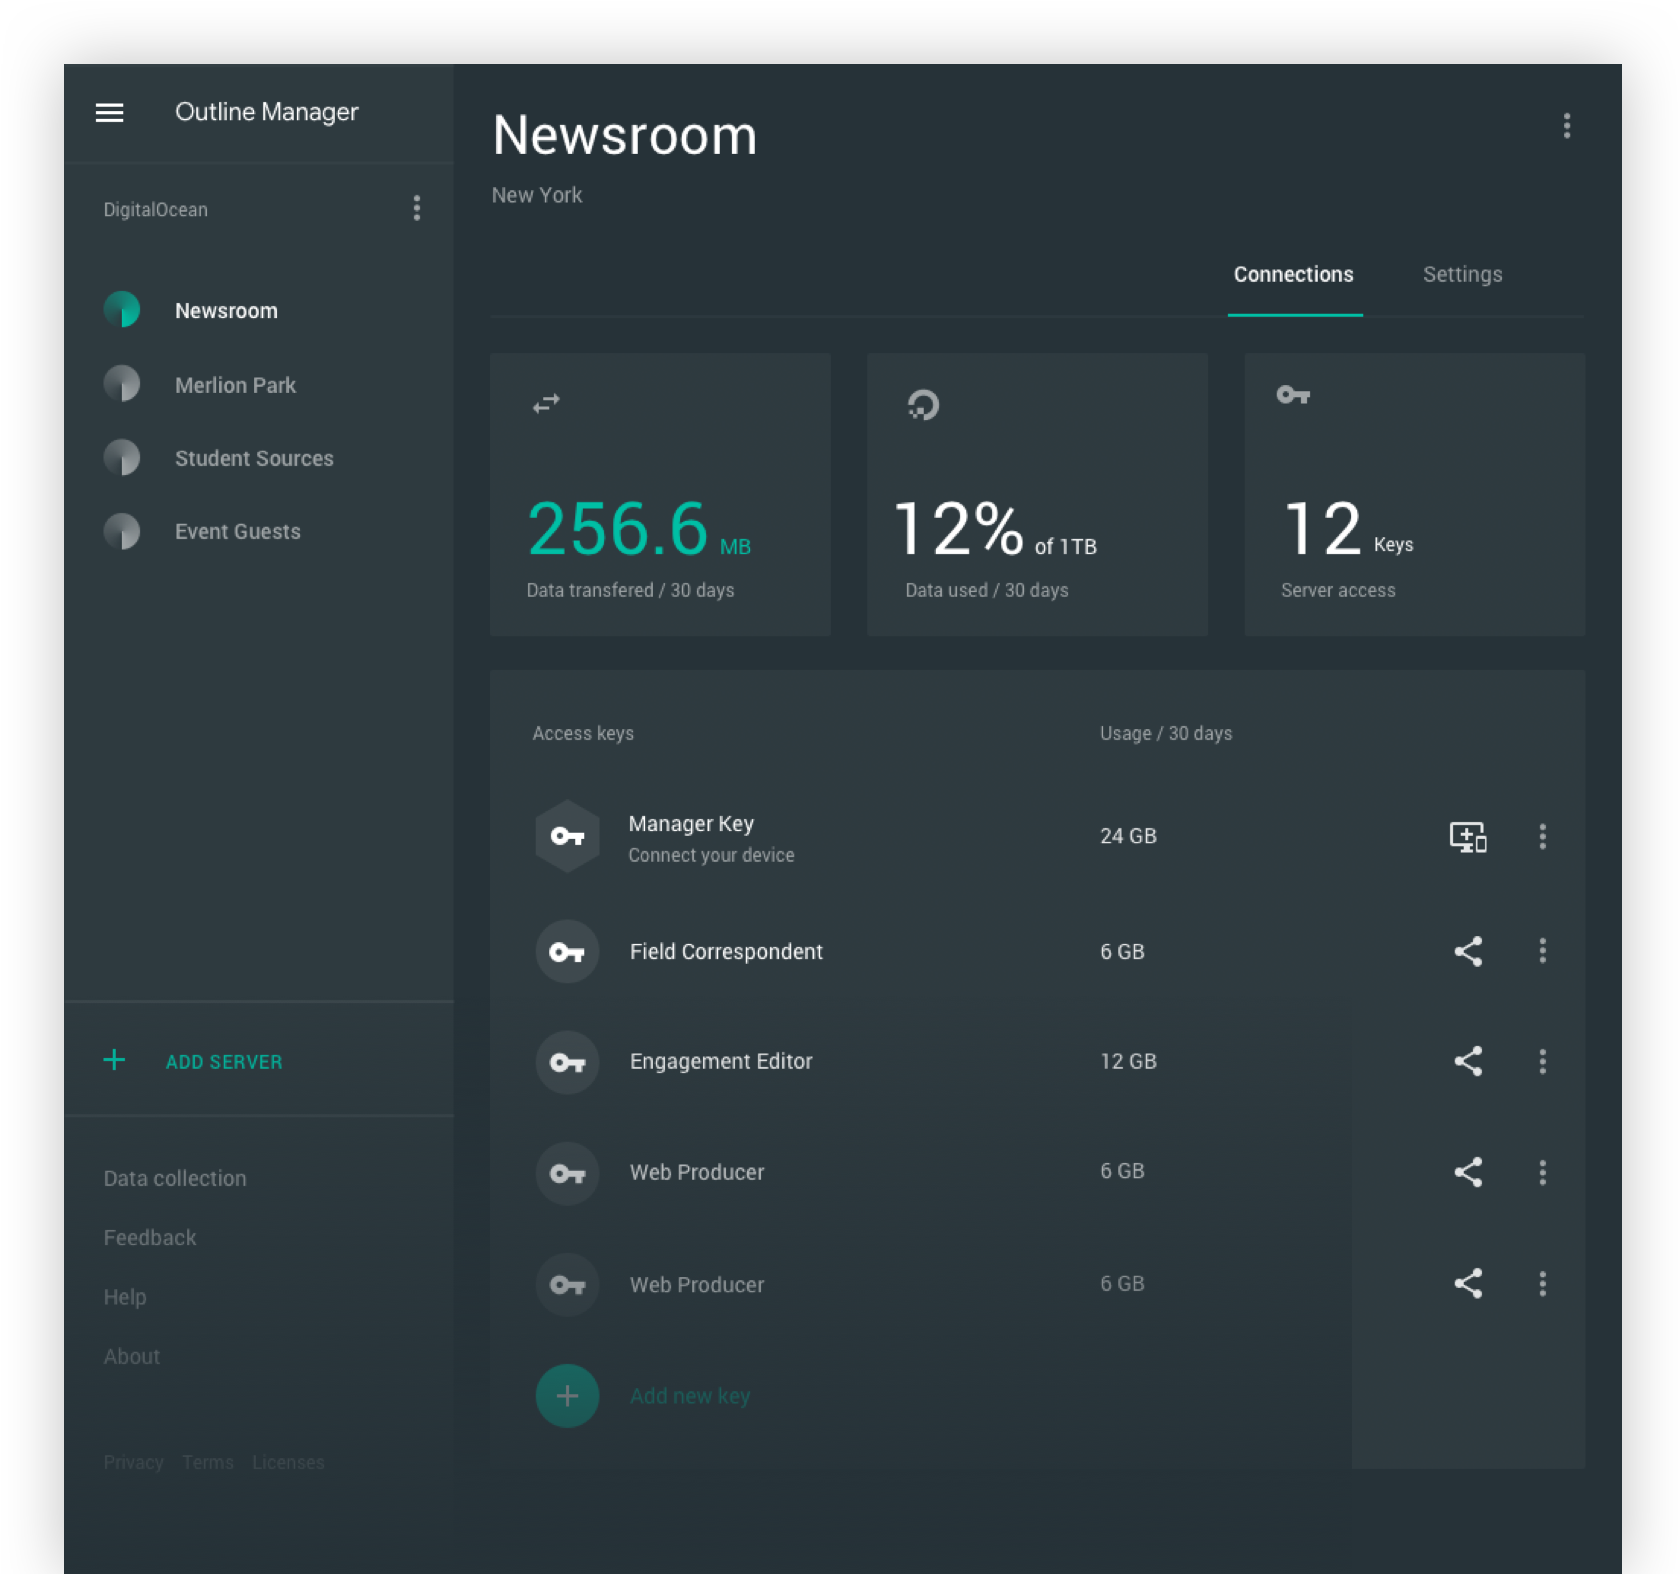 Outline Manager
DigitalOcean
Newsroom
Merlion Park
Student Sources
Event Guests
ADD SERVER
Data collection
Feedback
Help
About
Privacy Terms Licenses
Newsroom
New York
Connections Settings
256.6 MB
Data transfered / 30 days
12% of 1TB
Data used / 30 days
12 Keys
Server access
Access keys Usage / 30 days
Manager Key 24 GB
Connect your device
Field Correspondent 6 GB
Engagement Editor 12 GB
Web Producer 6 GB
Web Producer 6 GB
Add new key